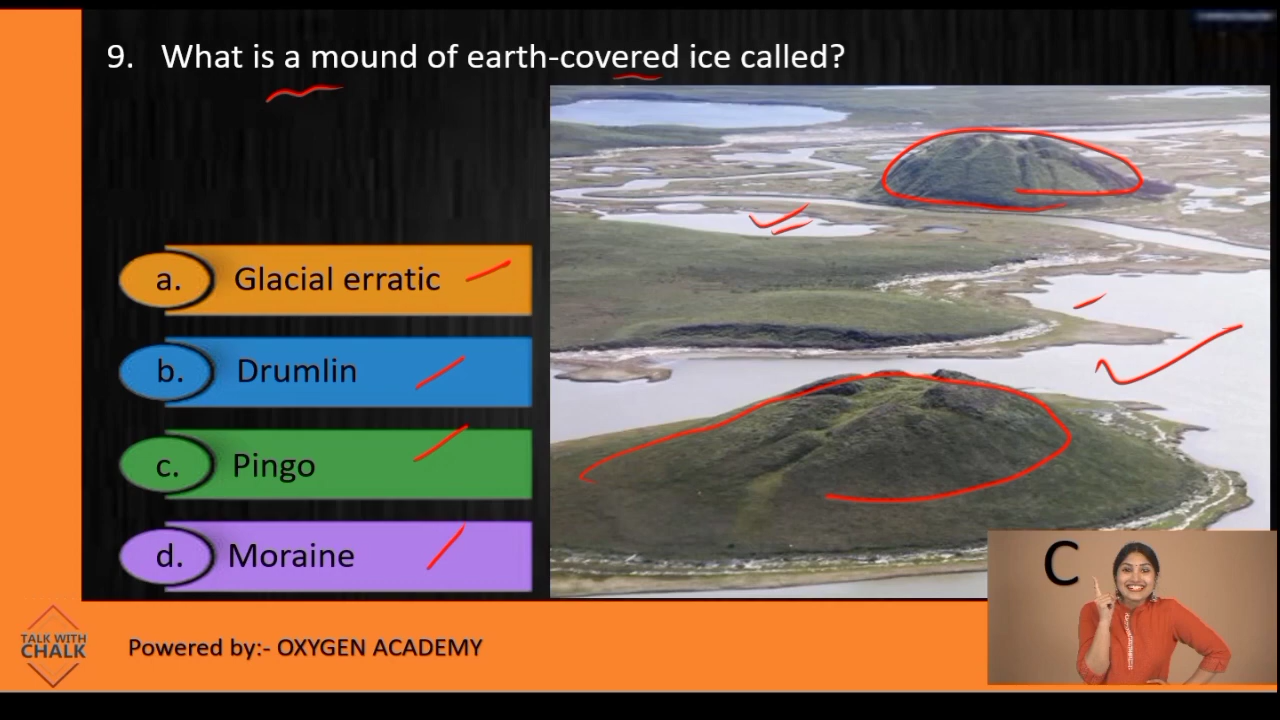 9. What is a mound of earth-covered ice called?
a. Glacial erratic
b. Drumlin
c. Pingo
d. Moraine
C
TALK WITH
CHALK
Powered by:- OXYGEN ACADEMY